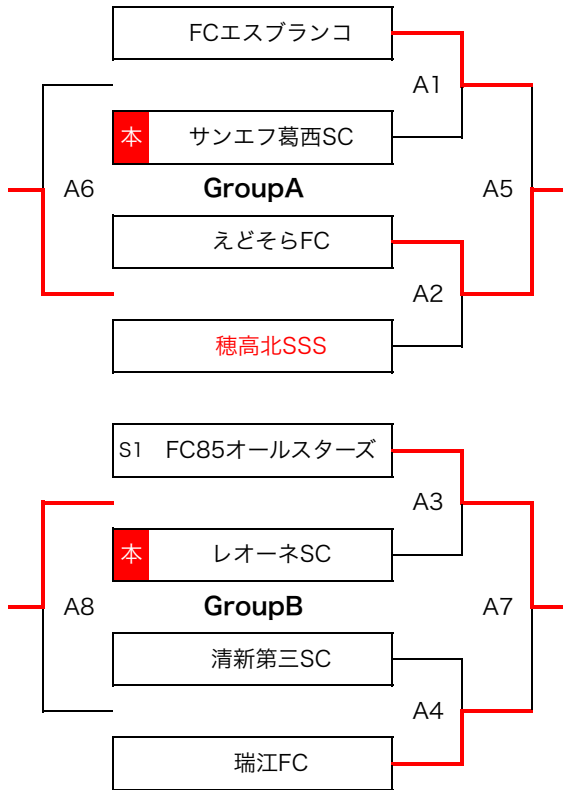 FCエスブランコ
A1
本 サンエフ葛西SC
A6 GroupA A5
えどそらFC
A2
穂高北SSS
S1 FC85オールスターズ
A3
本 レオーネSC
A8 GroupB A7
清新第三SC
A4
瑞江FC